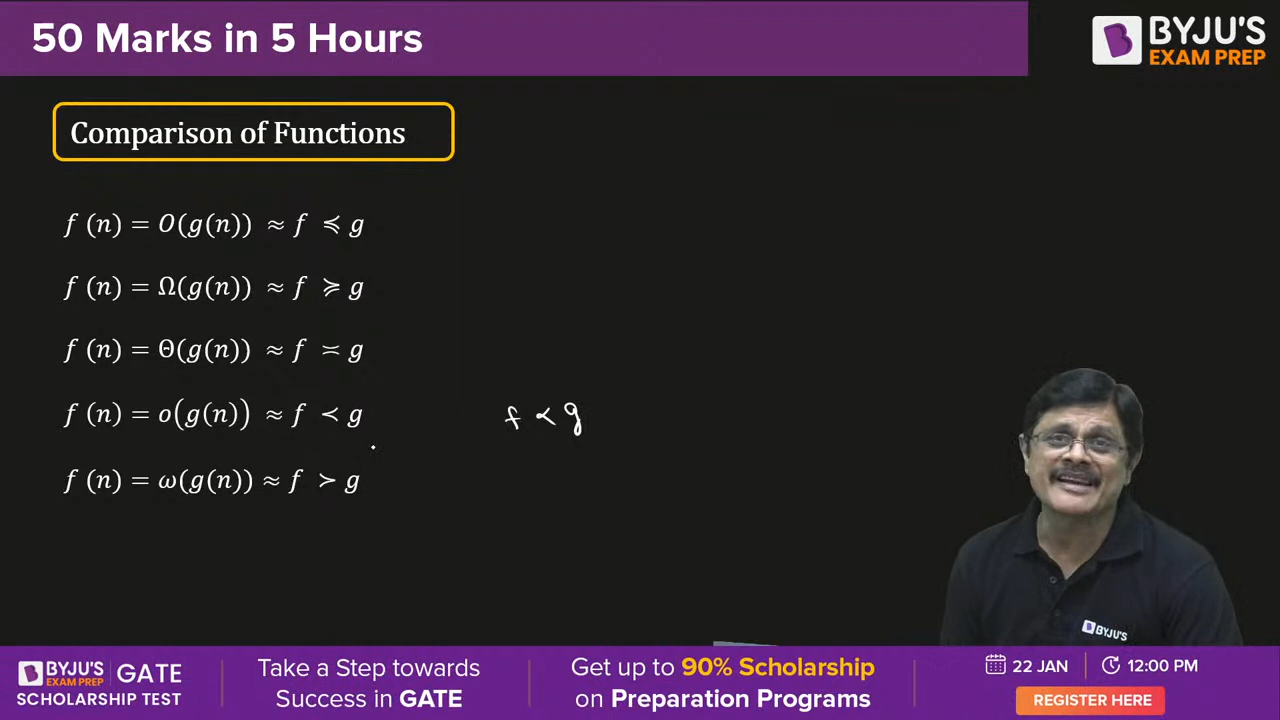 50 Marks in 5 Hours
BYJU'S
EXAM PREP
Comparison of Functions
f (n) = O(g(n)) ≈ f ≼ g
f (n) = Ω(g(n)) ≈ f ≽ g
f (n) = Θ(g(n)) ≈ f ≍ g
f (n) = o(g(n)) ≈ f ≺ g
f ≺ g
f (n) = ω(g(n)) ≈ f ≻ g
BYJU'S
BYJU'S
EXAM PREP
GATE
SCHOLARSHIP TEST
Take a Step towards
Success in GATE
Get up to 90% Scholarship
on Preparation Programs
22 JAN
12:00 PM
REGISTER HERE